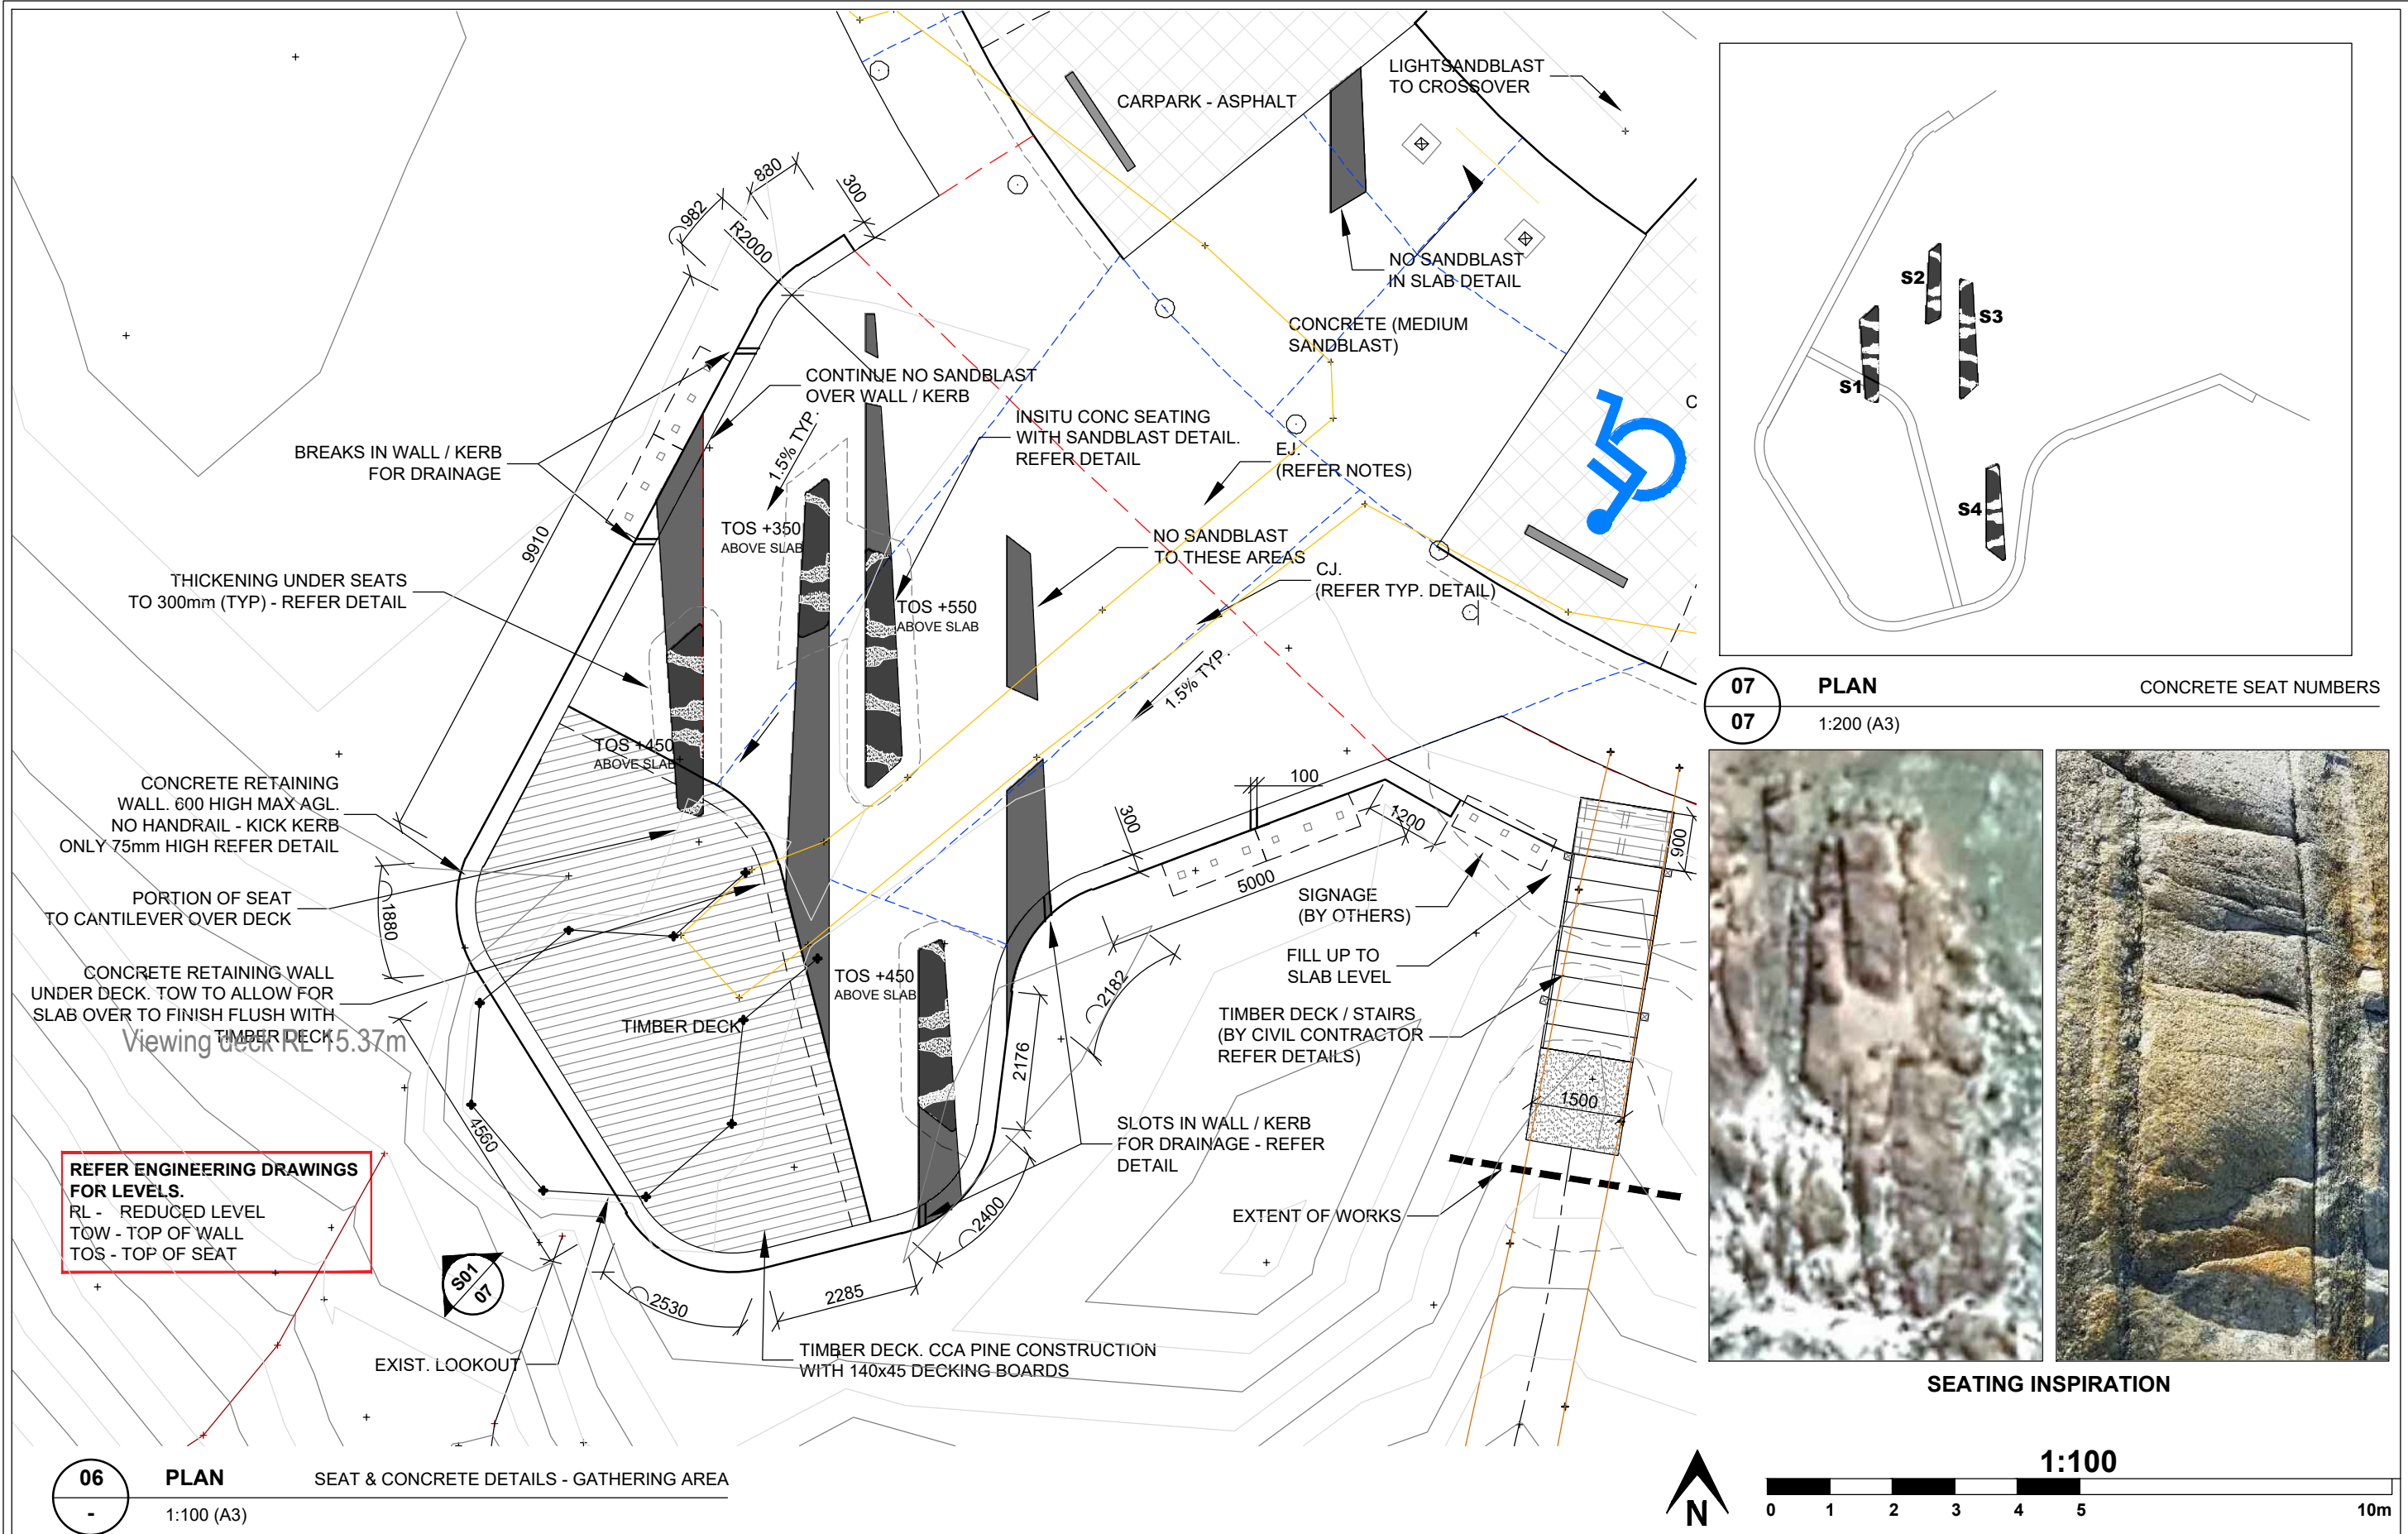 LIGHTSANDBLAST
TO CROSSOVER
CARPARK - ASPHALT
880
300
982
R2000
NO SANDBLAST
IN SLAB DETAIL
CONCRETE (MEDIUM
SANDBLAST)
CONTINUE NO SANDBLAST
OVER WALL / KERB
INSITU CONC SEATING
WITH SANDBLAST DETAIL.
REFER DETAIL
1.5% TYP.
BREAKS IN WALL / KERB
FOR DRAINAGE
EJ.
(REFER NOTES)
C
9910
TOS +350
ABOVE SLAB
NO SANDBLAST
TO THESE AREAS
THICKENING UNDER SEATS
TO 300mm (TYP) - REFER DETAIL
CJ.
(REFER TYP. DETAIL)
TOS +550
ABOVE SLAB
1.5% TYP.
TOS +450
ABOVE SLAB
CONCRETE RETAINING
WALL. 600 HIGH MAX AGL.
NO HANDRAIL - KICK KERB
ONLY 75mm HIGH REFER DETAIL
100
300
1200
900
5000
PORTION OF SEAT
TO CANTILEVER OVER DECK
1880
SIGNAGE
(BY OTHERS)
FILL UP TO
SLAB LEVEL
CONCRETE RETAINING WALL
UNDER DECK. TOW TO ALLOW FOR
SLAB OVER TO FINISH FLUSH WITH
TIMBER DECK
Viewing deck RL 15.37m
TOS +450
ABOVE SLAB
TIMBER DECK
2182
2176
TIMBER DECK / STAIRS
(BY CIVIL CONTRACTOR
REFER DETAILS)
1500
4560
SLOTS IN WALL / KERB
FOR DRAINAGE - REFER
DETAIL
REFER ENGINEERING DRAWINGS
FOR LEVELS.
RL - REDUCED LEVEL
TOW - TOP OF WALL
TOS - TOP OF SEAT
EXTENT OF WORKS
2400
S01
07
2530
2285
EXIST. LOOKOUT
TIMBER DECK. CCA PINE CONSTRUCTION
WITH 140x45 DECKING BOARDS
06
-
PLAN
SEAT & CONCRETE DETAILS - GATHERING AREA
1:100 (A3)
S2
S3
S1
S4
07
07
PLAN
CONCRETE SEAT NUMBERS
1:200 (A3)
SEATING INSPIRATION
N
1:100
0 1 2 3 4 5 10m